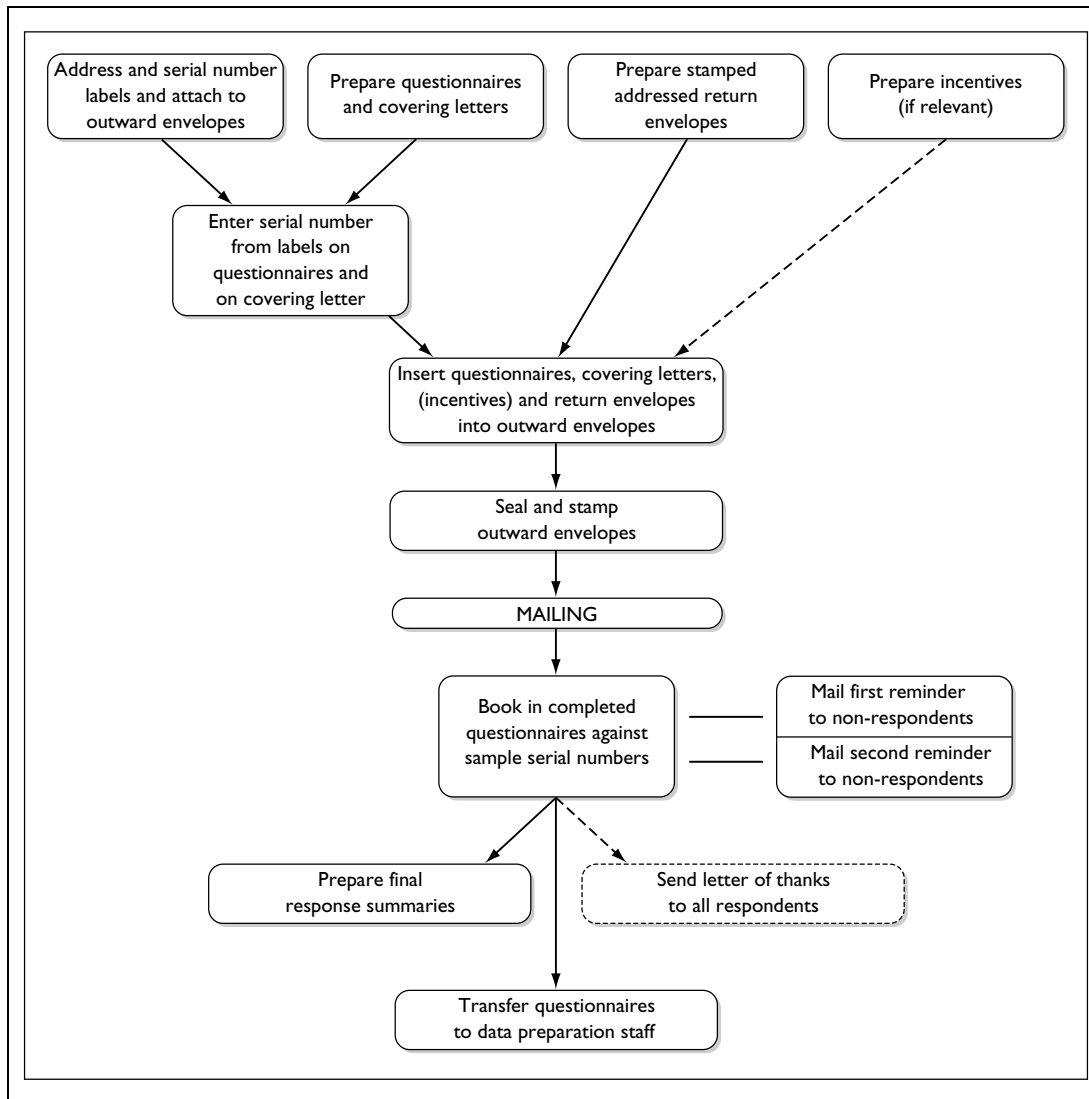 Address and serial number
labels and attach to
outward envelopes
Prepare questionnaires
and covering letters
Prepare stamped
addressed return
envelopes
Prepare incentives
(if relevant)
Enter serial number
from labels on
questionnaires and
on covering letter
Insert questionnaires, covering letters,
(incentives) and return envelopes
into outward envelopes
Seal and stamp
outward envelopes
MAILING
Book in completed
questionnaires against
sample serial numbers
Mail first reminder
to non-respondents
Mail second reminder
to non-respondents
Prepare final
response summaries
Send letter of thanks
to all respondents
Transfer questionnaires
to data preparation staff